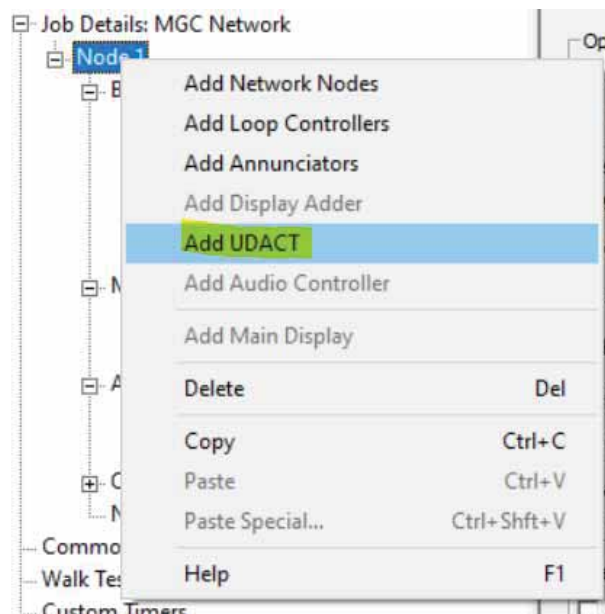 Job Details: MGC Network
Op
Node 1
B
Add Network Nodes
Add Loop Controllers
Add Annunciators
Add Display Adder
Add UDACT
Add Audio Controller
N
Add Main Display
A
Delete Del
Copy Ctrl+C
C
Paste Ctrl+V
N
Paste Special... Ctrl+Shft+V
Commo
Walk Tes
Help F1
Custom Timers